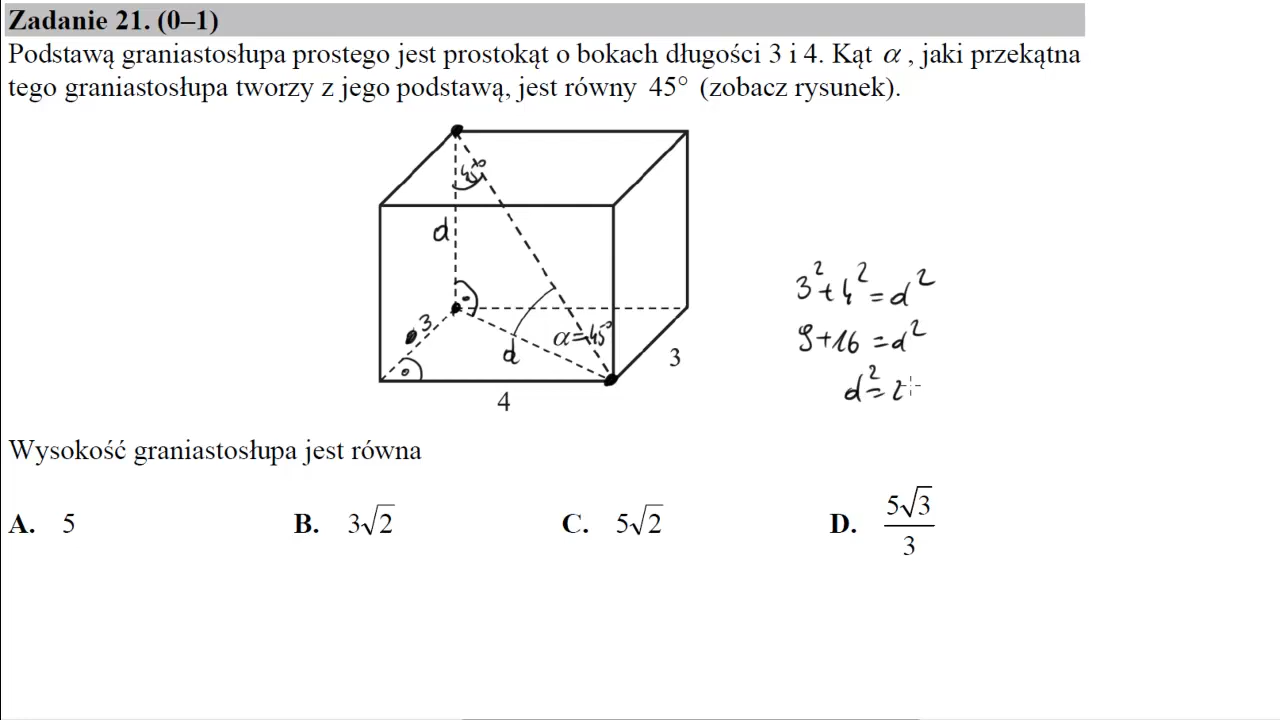 Zadanie 21. (0–1)
Podstawą graniastosłupa prostego jest prostokąt o bokach długości 3 i 4. Kąt α , jaki przekątna
tego graniastosłupa tworzy z jego podstawą, jest równy 45° (zobacz rysunek).
45°
d
3
α=45°
d
3
4
3²+4²=d²
9+16=d²
d²=2
Wysokość graniastosłupa jest równa
A. 5 B. 3√2 C. 5√2 D. 5√3/3